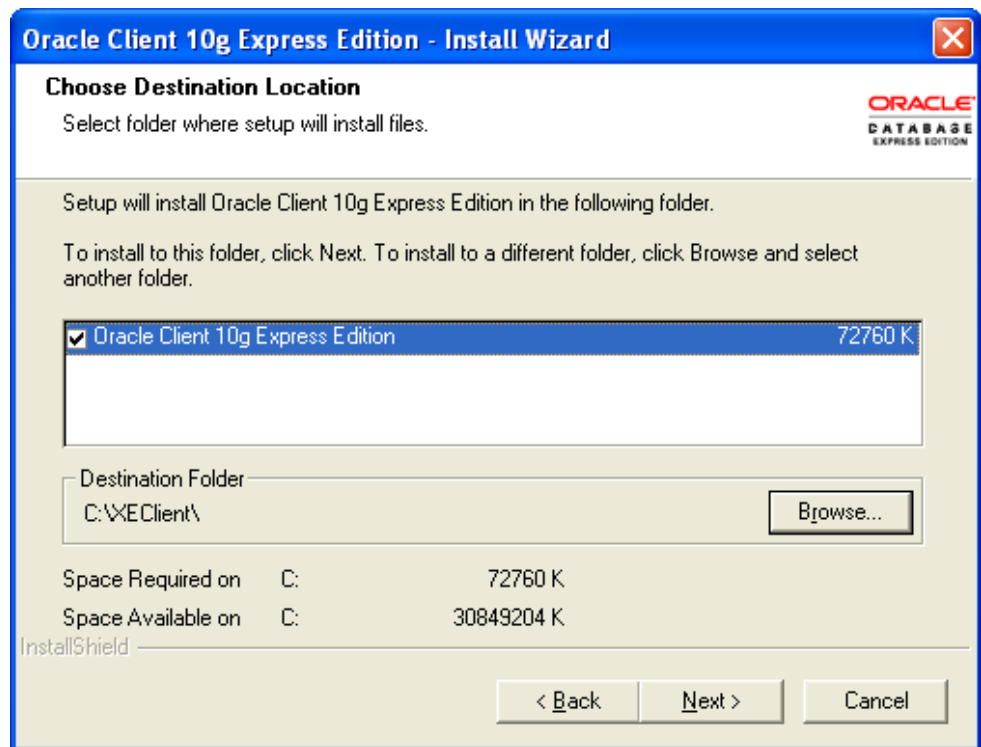 Oracle Client 10g Express Edition - Install Wizard
Choose Destination Location
Select folder where setup will install files.
ORACLE
DATABASE
EXPRESS EDITION
Setup will install Oracle Client 10g Express Edition in the following folder.
To install to this folder, click Next. To install to a different folder, click Browse and select
another folder.
Oracle Client 10g Express Edition 72760 K
Destination Folder
C:\XEClient\
Browse...
Space Required on C: 72760 K
Space Available on C: 30849204 K
InstallShield
< Back Next > Cancel